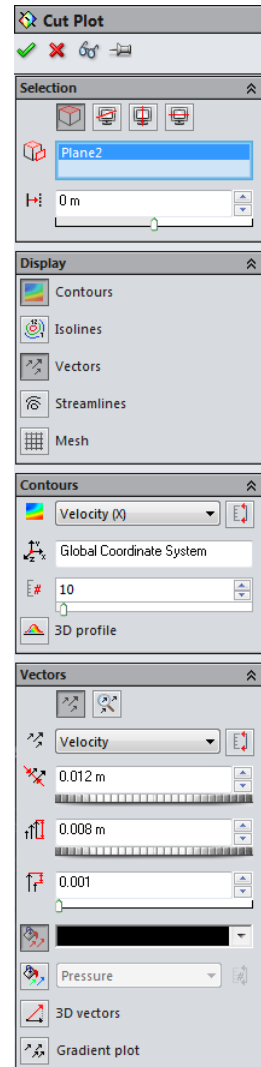 Cut Plot
Selection
Plane2
0 m
Display
Contours
Isolines
Vectors
Streamlines
Mesh
Contours
Velocity (X)
Global Coordinate System
10
3D profile
Vectors
Velocity
0.012 m
0.008 m
0.001
Pressure
3D vectors
Gradient plot